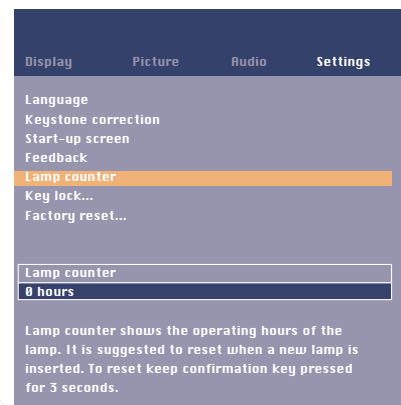 Display Picture Audio Settings
Language
Keystone correction
Start-up screen
Feedback
Lamp counter
Key lock...
Factory reset...
Lamp counter
0 hours
Lamp counter shows the operating hours of the
lamp. It is suggested to reset when a new lamp is
inserted. To reset keep confirmation key pressed
for 3 seconds.